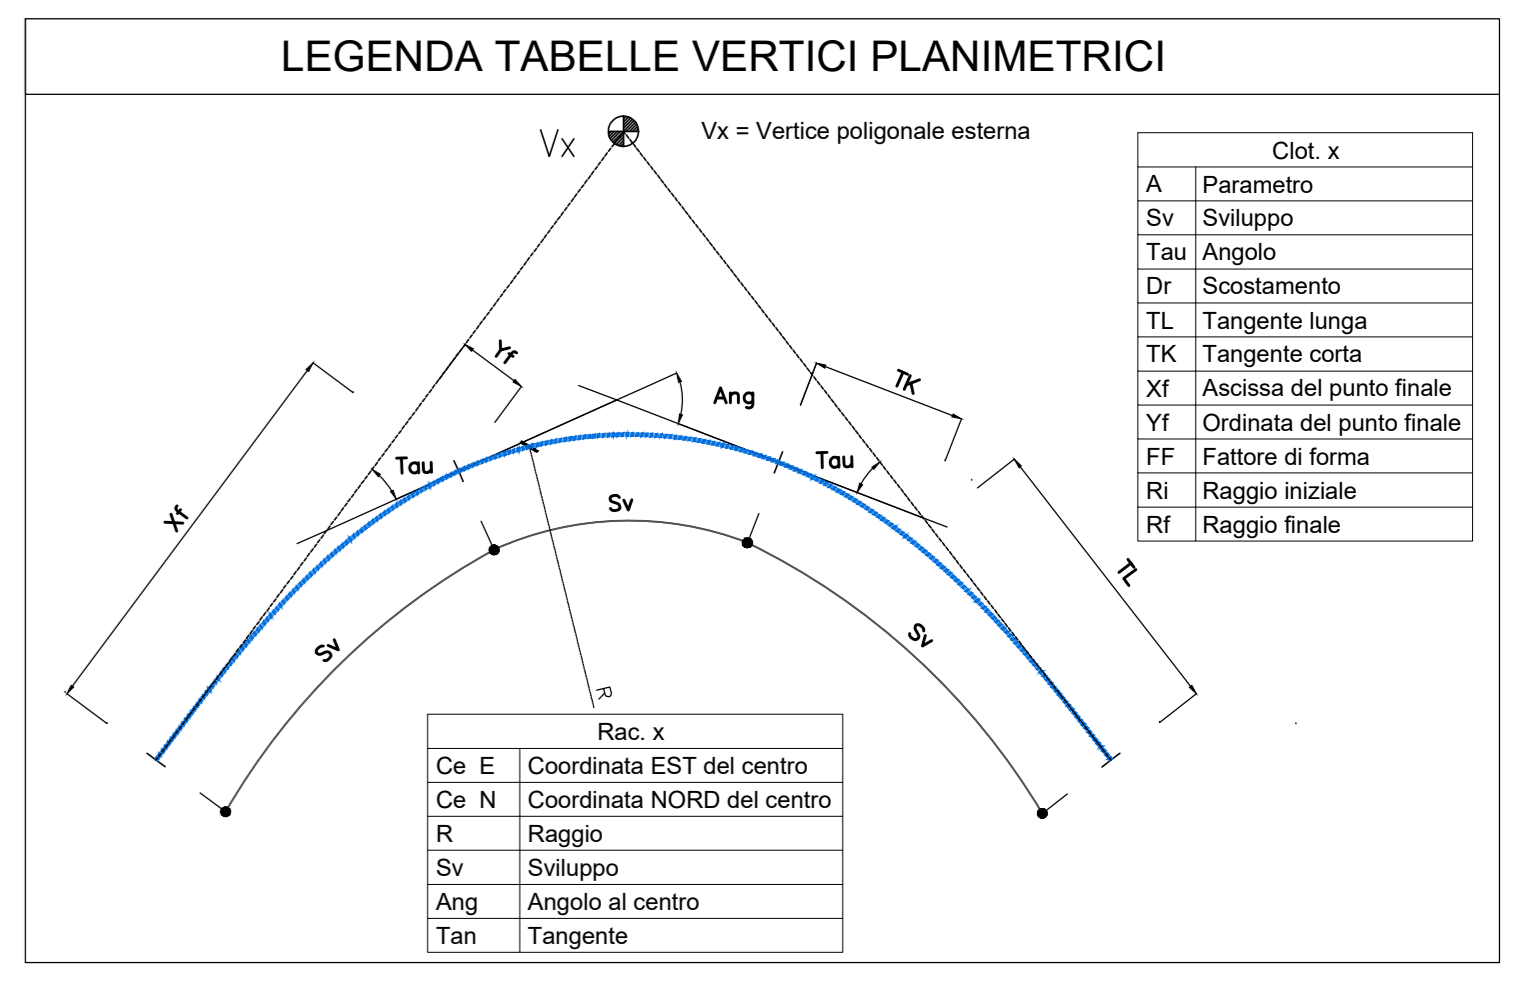 LEGENDA TABELLE VERTICI PLANIMETRICI
Vx
Vx = Vertice poligonale esterna
Clot. x
A Parametro
Sv Sviluppo
Tau Angolo
Dr Scostamento
TL Tangente lunga
TK Tangente corta
Xf Ascissa del punto finale
Yf Ordinata del punto finale
FF Fattore di forma
Ri Raggio iniziale
Rf Raggio finale
Yf
TK
Ang
Tau
Tau
Xf
Sv
TL
Sv
Sv
R
Rac. x
Ce E Coordinata EST del centro
Ce N Coordinata NORD del centro
R Raggio
Sv Sviluppo
Ang Angolo al centro
Tan Tangente